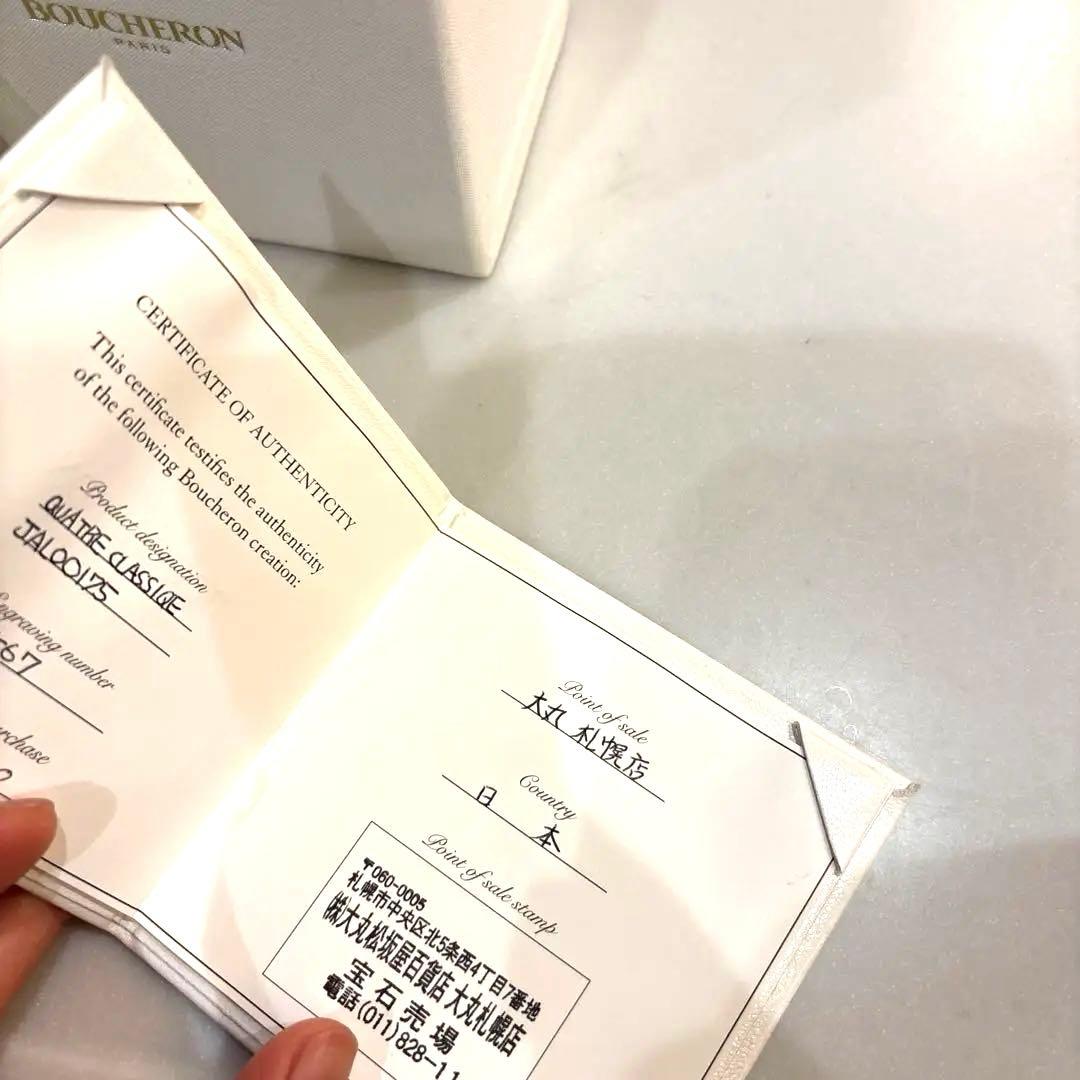 BOUCHERON
PARIS
CERTIFICATE OF AUTHENTICITY
This certificate testifies the authenticity
of the following Boucheron creation:
Product designation
QUATRE CLASSIQE
JAL00175
Engraving number
67
Point of sale
大丸 札幌店
Country
日 本
Point of sale stamp
〒060-0005
札幌市中央区北5条西4丁目7番地
㈱大丸松坂屋百貨店 大丸札幌店
宝石売場
電話(011)828-11